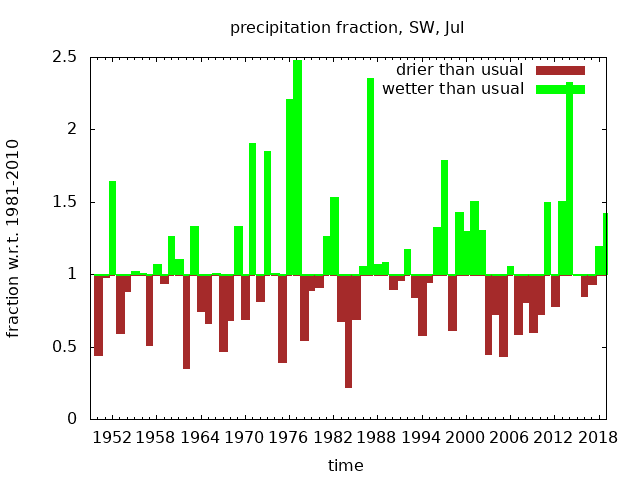 precipitation fraction, SW, Jul
drier than usual
wetter than usual
fraction w.r.t. 1981-2010
2.5
2
1.5
1
0.5
0
1952 1958 1964 1970 1976 1982 1988 1994 2000 2006 2012 2018
time